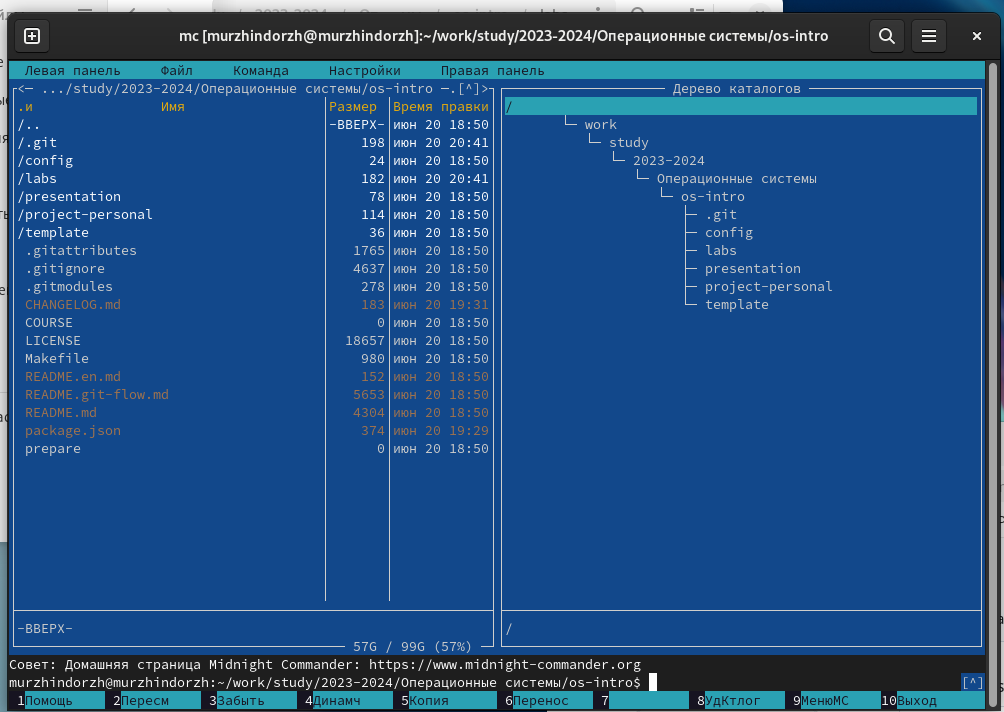 mc [murzhindorzh@murzhindorzh]:~/work/study/2023-2024/Операционные системы/os-intro
Левая панель Файл Команда Настройки Правая панель
<— .../study/2023-2024/Операционные системы/os-intro —.[^]>
.и Имя Размер Время правки
/.. -ВВЕРХ- июн 20 18:50
/.git 198 июн 20 20:41
/config 24 июн 20 18:50
/labs 182 июн 20 20:41
/presentation 78 июн 20 18:50
/project-personal 114 июн 20 18:50
/template 36 июн 20 18:50
.gitattributes 1765 июн 20 18:50
.gitignore 4637 июн 20 18:50
.gitmodules 278 июн 20 18:50
CHANGELOG.md 183 июн 20 19:31
COURSE 0 июн 20 18:50
LICENSE 18657 июн 20 18:50
Makefile 980 июн 20 18:50
README.en.md 152 июн 20 18:50
README.git-flow.md 5653 июн 20 18:50
README.md 4304 июн 20 18:50
package.json 374 июн 20 19:29
prepare 0 июн 20 18:50
-ВВЕРХ-
57G / 99G (57%)
Дерево каталогов
/
work
study
2023-2024
Операционные системы
os-intro
.git
config
labs
presentation
project-personal
template
/
Совет: Домашняя страница Midnight Commander: https://www.midnight-commander.org
murzhindorzh@murzhindorzh:~/work/study/2023-2024/Операционные системы/os-intro$ [^]
1Помощь 2Пересм 3Забыть 4Динамч 5Копия 6Перенос 7 8УдКтлог 9МенюМС 10Выход